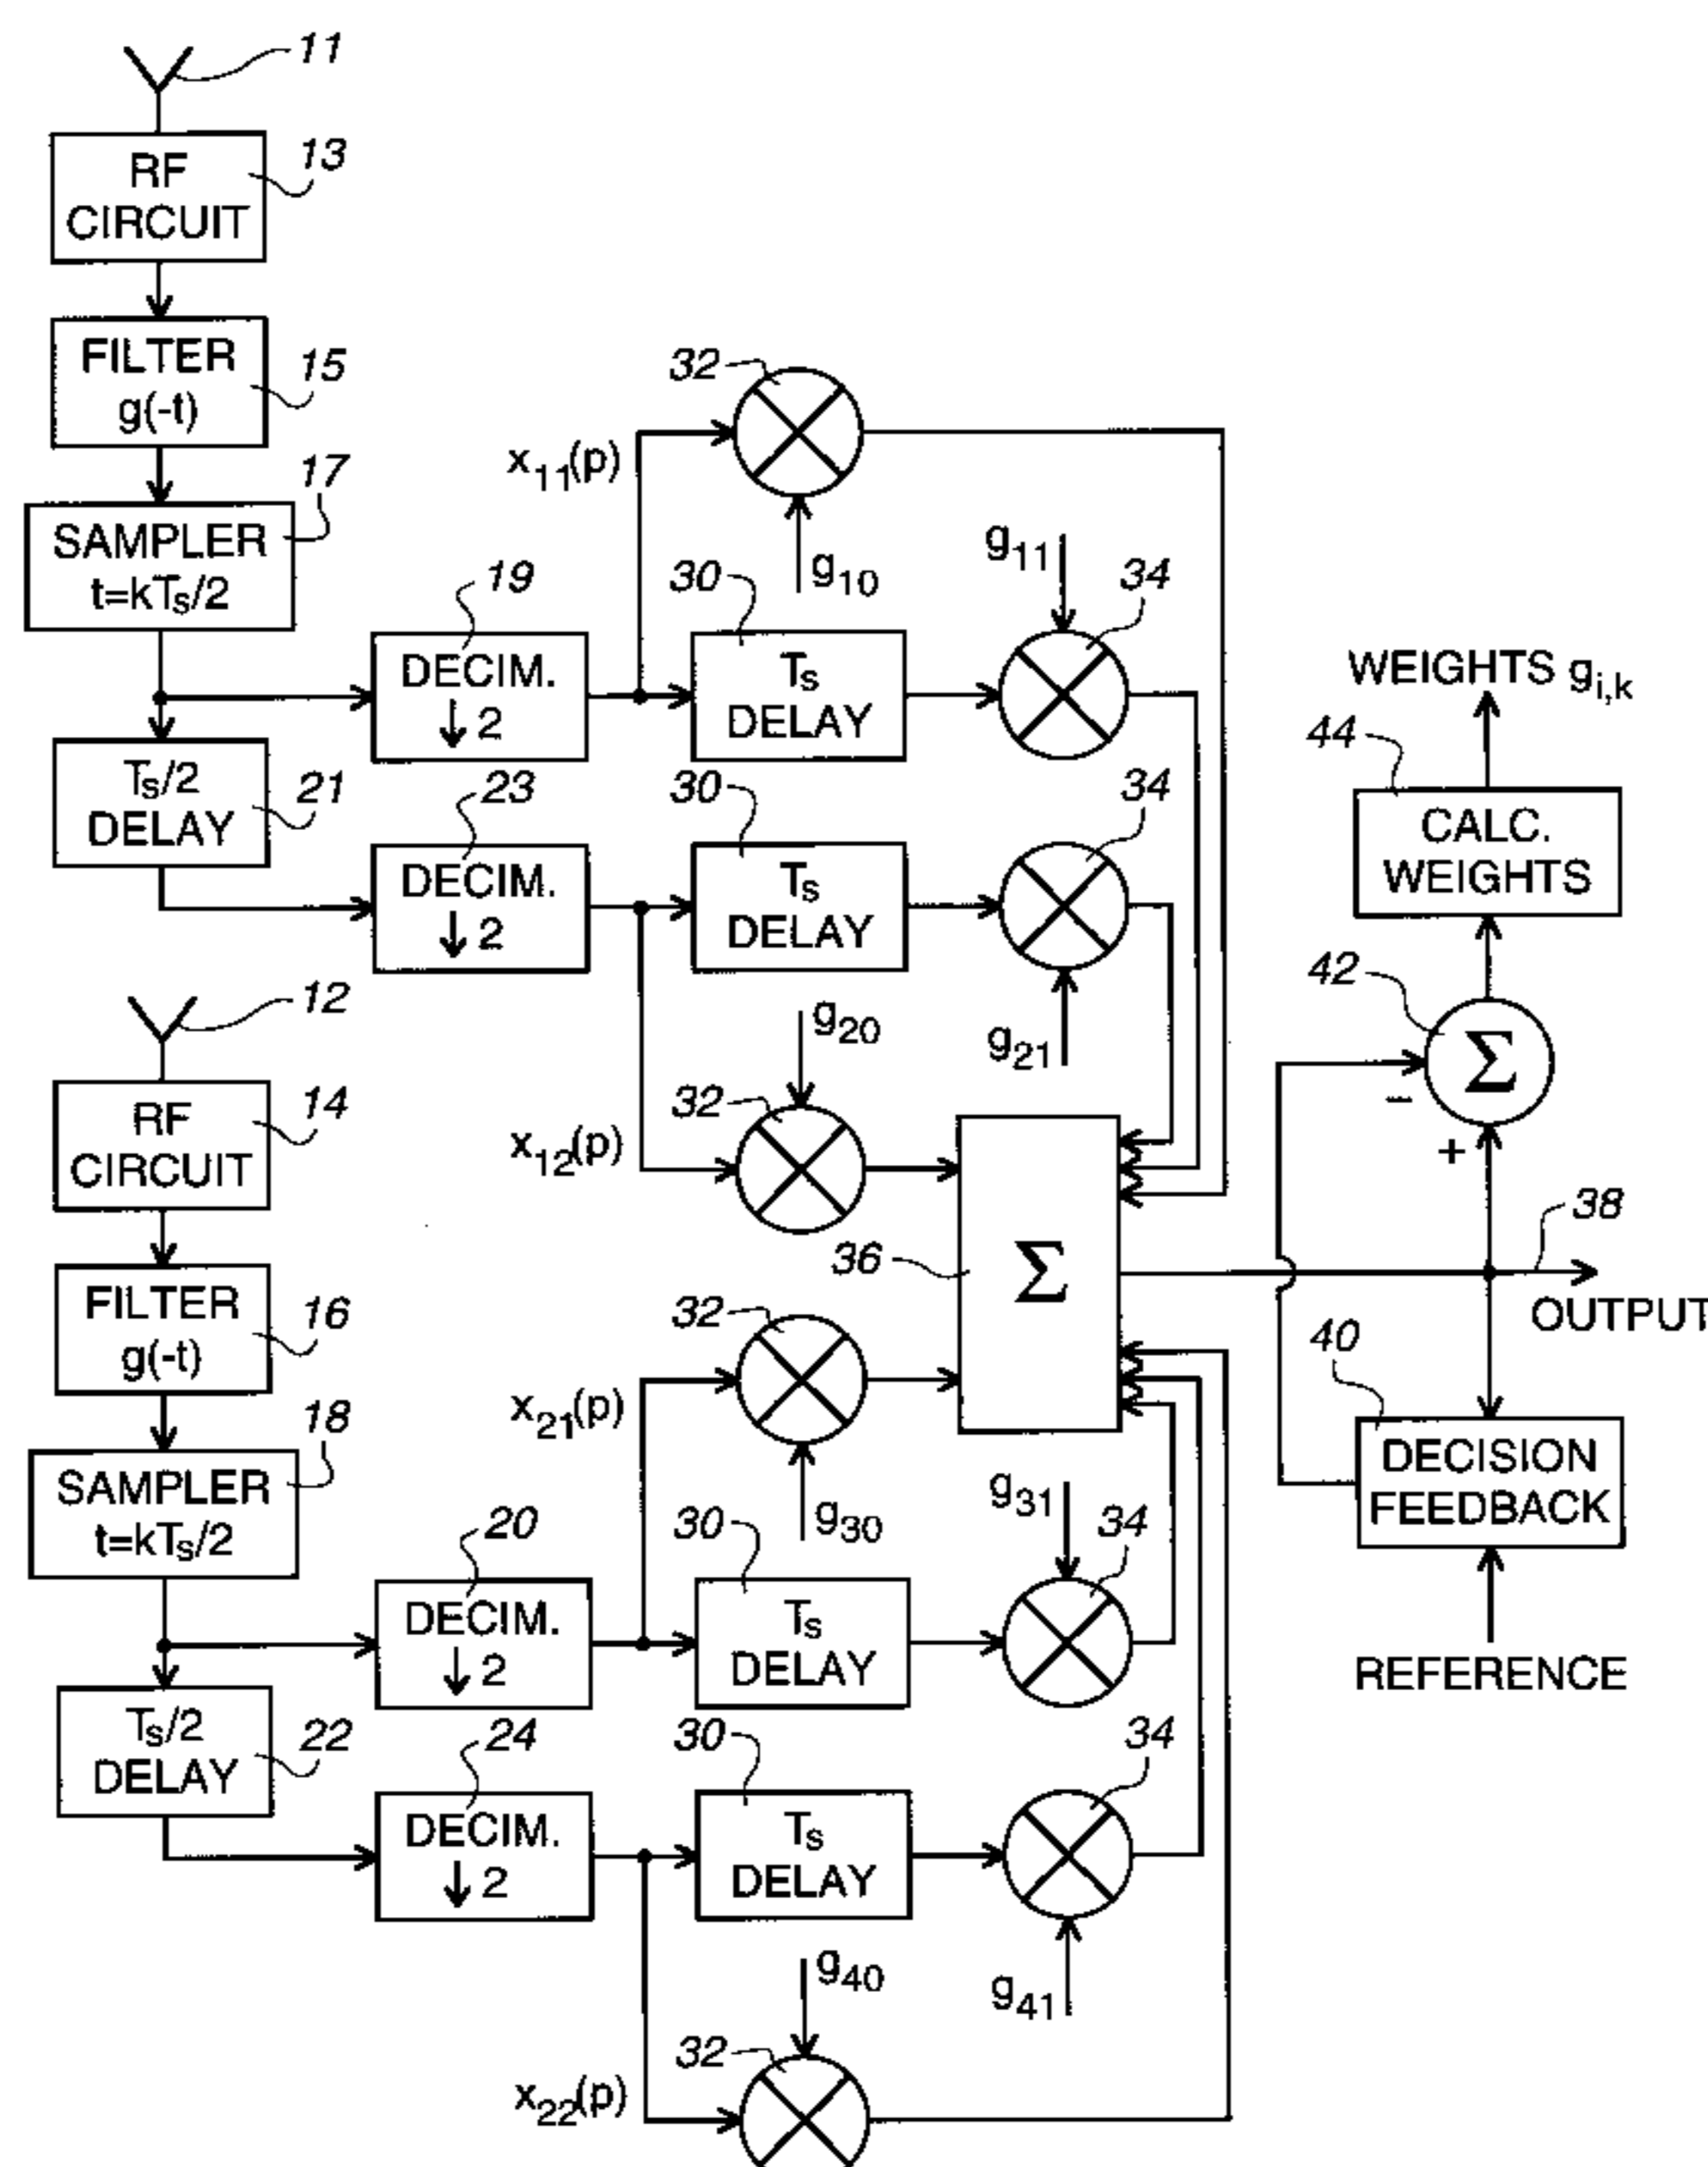 11
RF
CIRCUIT
13
FILTER
g(-t)
15
SAMPLER
t=kTs/2
17
Ts/2
DELAY
21
DECIM.
↓ 2
19
DECIM.
↓ 2
23
x11(p)
32
g10
30
Ts
DELAY
g11
34
30
Ts
DELAY
34
g21
g20
32
x12(p)
12
RF
CIRCUIT
14
FILTER
g(-t)
16
SAMPLER
t=kTs/2
18
Ts/2
DELAY
22
DECIM.
↓ 2
20
DECIM.
↓ 2
24
36
Σ
32
x21(p)
g30
30
Ts
DELAY
g31
34
30
Ts
DELAY
34
g41
g40
32
x22(p)
WEIGHTS gi,k
44
CALC.
WEIGHTS
42
Σ
−
+
38
OUTPUT
40
DECISION
FEEDBACK
REFERENCE